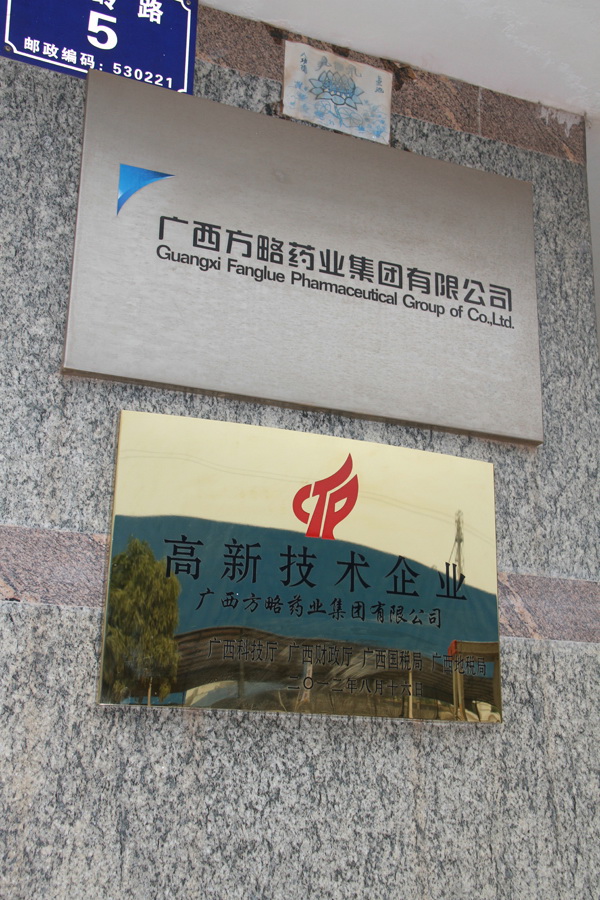 路
5
邮政编码：530221
广西方略药业集团有限公司
Guangxi Fanglue Pharmaceutical Group of Co.,Ltd.
高新技术企业
广西方略药业集团有限公司
广西科技厅 广西财政厅 广西国税局 广西地税局
二〇一二年八月十六日